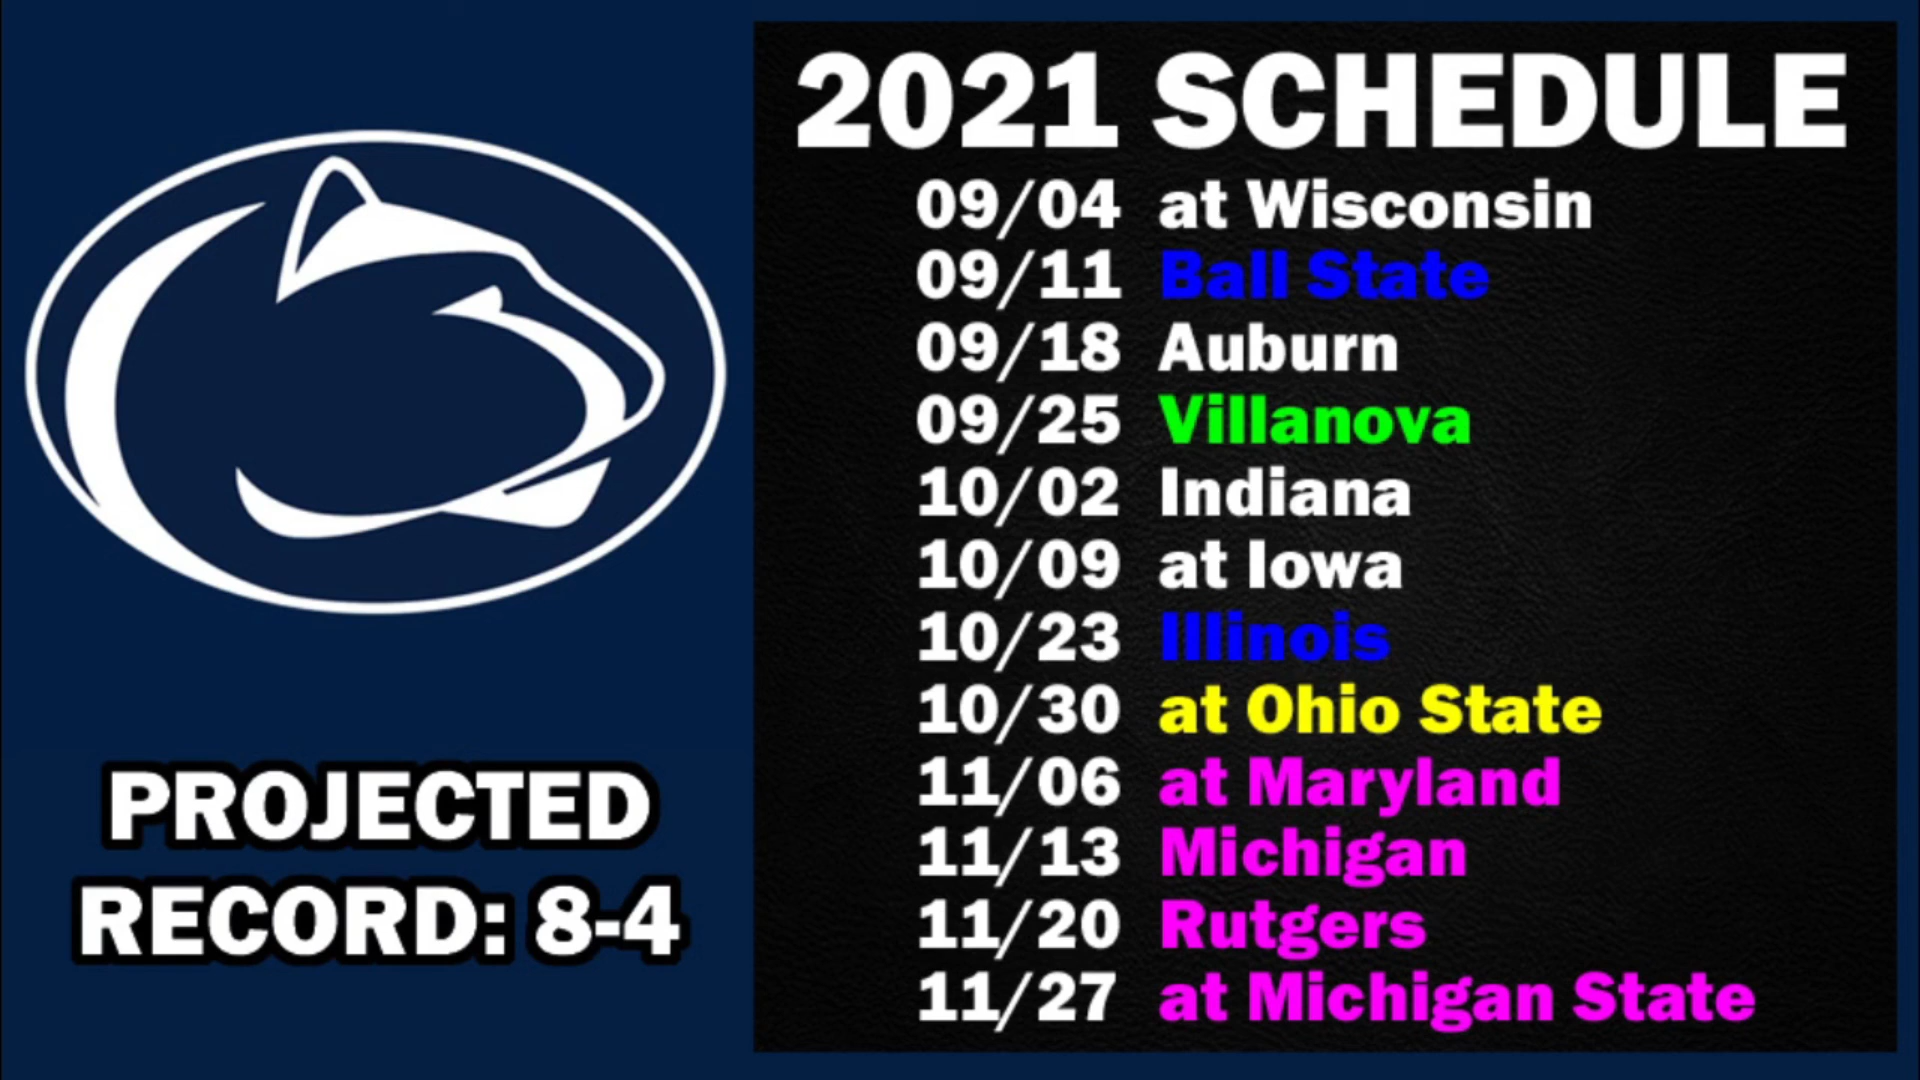 PROJECTED
RECORD: 8-4
2021 SCHEDULE
09/04 at Wisconsin
09/11 Ball State
09/18 Auburn
09/25 Villanova
10/02 Indiana
10/09 at Iowa
10/23 Illinois
10/30 at Ohio State
11/06 at Maryland
11/13 Michigan
11/20 Rutgers
11/27 at Michigan State